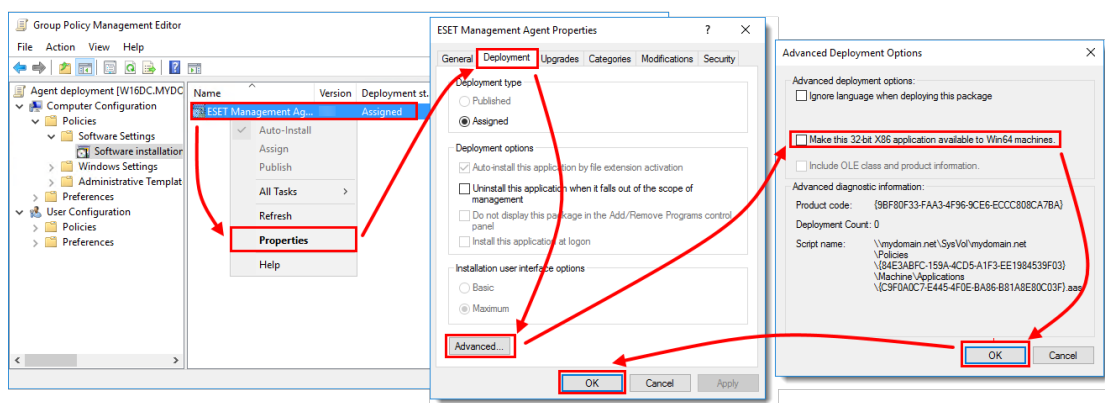 Group Policy Management Editor
File Action View Help
Agent deployment [W16DC.MYDC
Computer Configuration
Policies
Software Settings
Software installation
Windows Settings
Administrative Templat
Preferences
User Configuration
Policies
Preferences
Name Version Deployment st.
ESET Management Ag... Assigned
Auto-Install
Assign
Publish
All Tasks
Refresh
Properties
Help
ESET Management Agent Properties
General Deployment Upgrades Categories Modifications Security
Deployment type
Published
Assigned
Deployment options
Auto-install this application by file extension activation
Uninstall this application when it falls out of the scope of
management
Do not display this package in the Add/Remove Programs control
panel
Install this application at logon
Installation user interface options
Basic
Maximum
Advanced...
OK Cancel Apply
Advanced Deployment Options
Advanced deployment options:
Ignore language when deploying this package
Make this 32-bit X86 application available to Win64 machines.
Include OLE class and product information.
Advanced diagnostic information:
Product code: {9BF80F33-FAA3-4F96-9CE6-ECCC808CA7BA}
Deployment Count: 0
Script name: \\mydomain.net\SysVol\mydomain.net
\Policies
\{84E3ABFC-159A-4CD5-A1F3-EE1984539F03}
\Machine\Applications
\{C9F0A0C7-E445-4F0E-BA86-B81A8E80C03F}.aas
OK Cancel